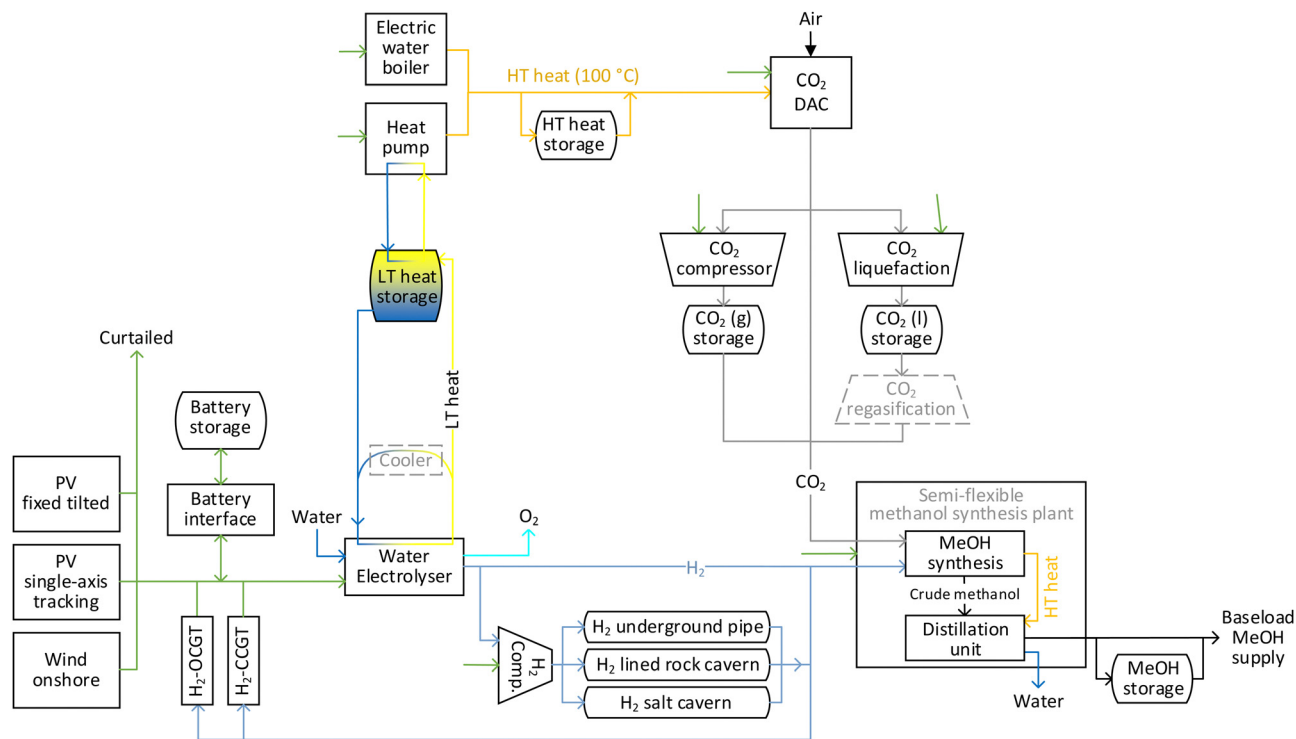 Electric
water
boiler
Air
HT heat (100 °C)
CO₂
DAC
Heat
pump
HT heat
storage
CO₂
compressor
CO₂
liquefaction
LT heat
storage
CO₂ (g)
storage
CO₂ (l)
storage
Curtailed
CO₂
regasification
LT heat
Battery
storage
Cooler
PV
fixed tilted
Battery
interface
Water
O₂
CO₂
Semi-flexible
methanol synthesis plant
MeOH
synthesis
HT heat
PV
single-axis
tracking
Water
Electrolyser
H₂
Crude methanol
Distillation
unit
Baseload
MeOH
supply
Wind
onshore
H₂-OCGT
H₂-CCGT
H₂
Comp.
H₂ underground pipe
H₂ lined rock cavern
H₂ salt cavern
Water
MeOH
storage